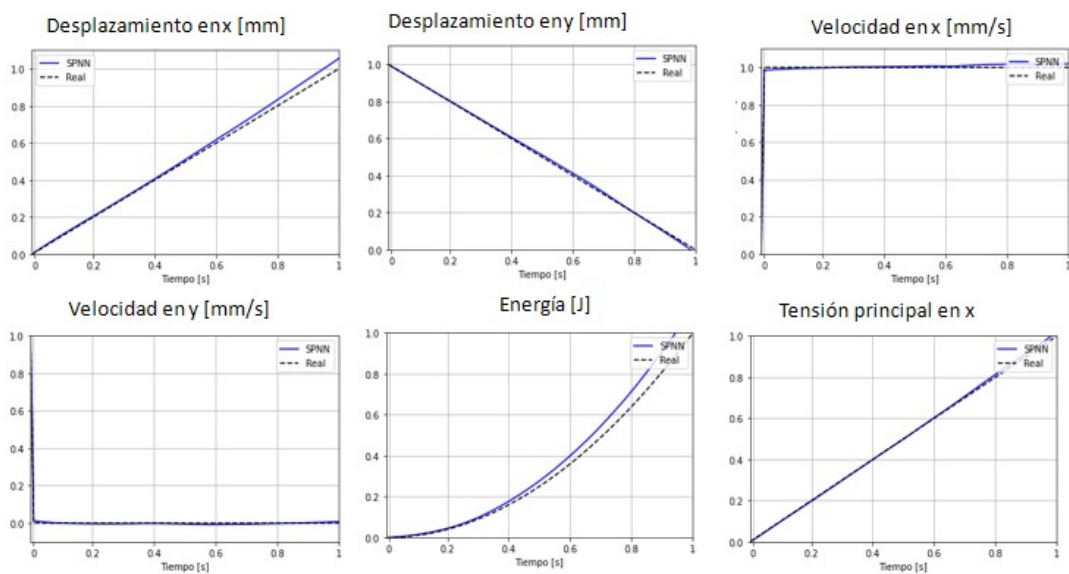 Desplazamiento en x [mm]
Desplazamiento en y [mm]
Velocidad en x [mm/s]
SPNN
Real
1.0
0.8
0.6
0.4
0.2
0.0
0 0.2 0.4 0.6 0.8 1
Tiempo [s]
SPNN
Real
1.0
0.8
0.6
0.4
0.2
0.0
0 0.2 0.4 0.6 0.8 1
Tiempo [s]
SPNN
Real
1.0
0.8
0.6
0.4
0.2
0.0
0 0.2 0.4 0.6 0.8 1
Tiempo [s]
Velocidad en y [mm/s]
Energía [J]
Tensión principal en x
SPNN
Real
1.0
0.8
0.6
0.4
0.2
0.0
0 0.2 0.4 0.6 0.8 1
Tiempo [s]
SPNN
Real
1.0
0.8
0.6
0.4
0.2
0.0
0 0.2 0.4 0.6 0.8 1
Tiempo [s]
SPNN
Real
1.0
0.8
0.6
0.4
0.2
0.0
0 0.2 0.4 0.6 0.8 1
Tiempo [s]